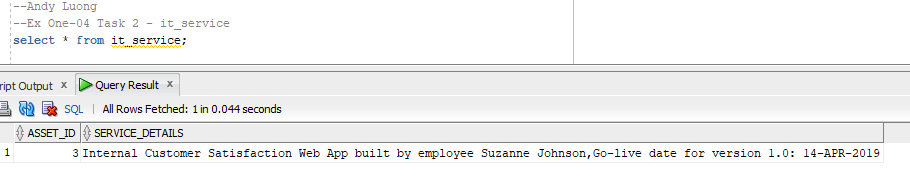 --Andy Luong
--Ex One-04 Task 2 - it_service
select * from it_service;
ript Output x Query Result x
SQL | All Rows Fetched: 1 in 0.044 seconds
ASSET_ID SERVICE_DETAILS
1 3 Internal Customer Satisfaction Web App built by employee Suzanne Johnson,Go-live date for version 1.0: 14-APR-2019